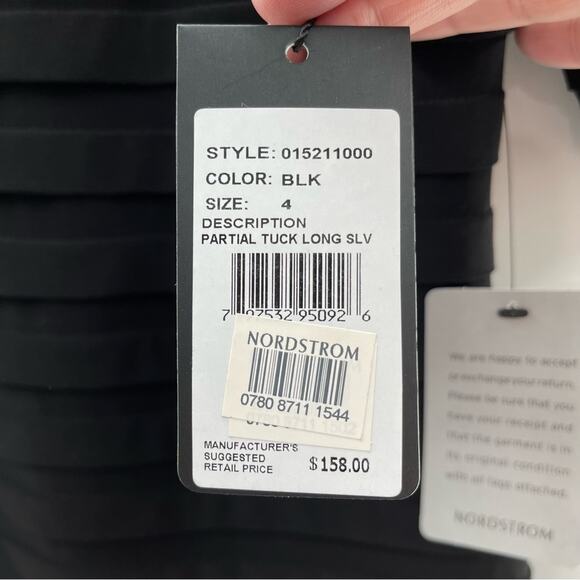 STYLE: 015211000
COLOR: BLK
SIZE: 4
DESCRIPTION
PARTIAL TUCK LONG SLV
95092 6
NORDSTROM
0780 8711 1544
MANUFACTURER'S
SUGGESTED
RETAIL PRICE
$158.00
We are happy to accept
or exchange your return.
Please be sure that you
have your receipt and
that the garment is in
its original condition
with all tags attached.
NORDSTROM